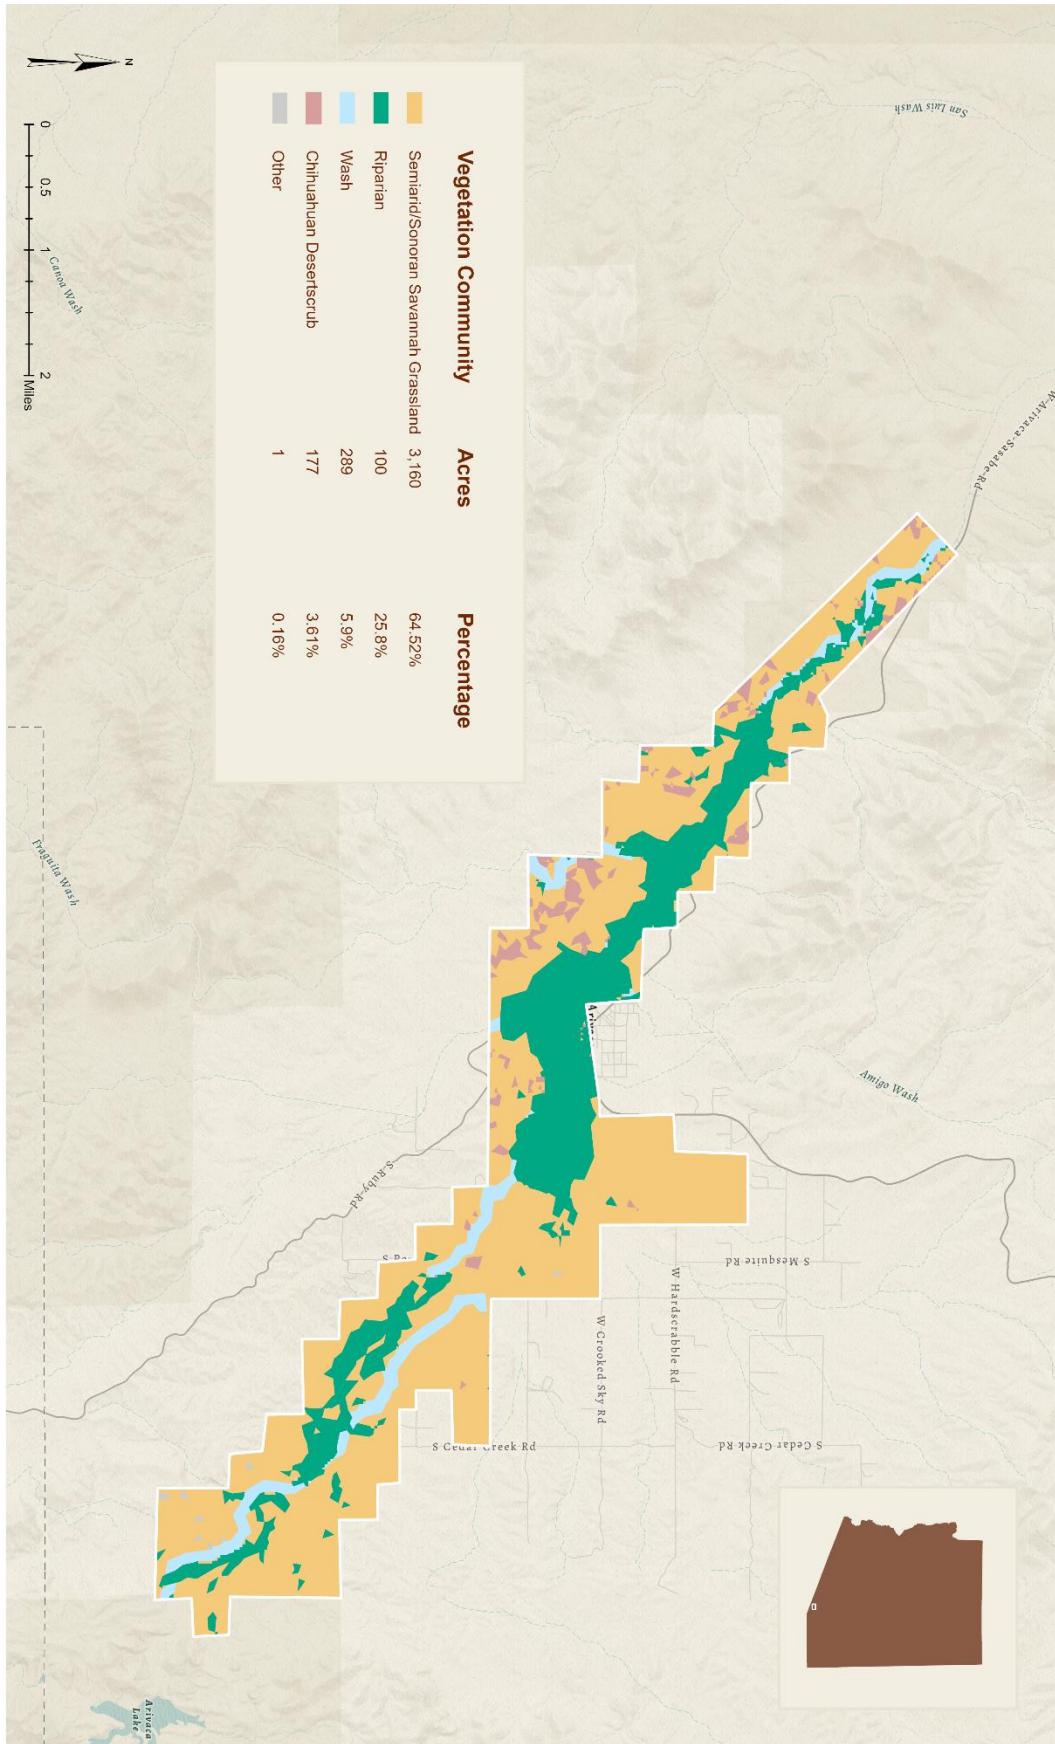 Vegetation Community Acres Percentage
Semiarid/Sonoran Savannah Grassland 3,160 64.52%
Riparian 100 25.8%
Wash 289 5.9%
Chihuahuan Desertscrub 177 3.61%
Other 1 0.16%
N
0 0.5 1 2
Miles
San Luis Wash
W-Arivaca-Sasabe-Rd
Canoa Wash
Fraguita Wash
Amigo Wash
S-Ruby-Rd
S Mesquite Rd
W Hardscrabble Rd
W Crooked Sky Rd
S Cedar Creek Rd
S Cedar Creek Rd
Arivaca
Lake